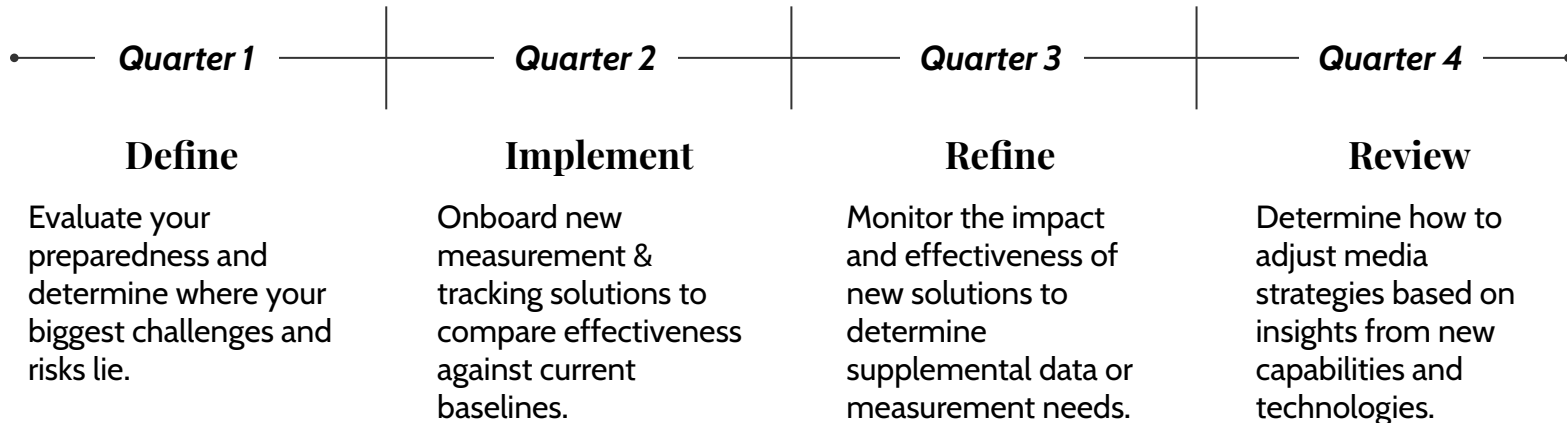 Quarter 1
Quarter 2
Quarter 3
Quarter 4
Define
Evaluate your
preparedness and
determine where your
biggest challenges and
risks lie.
Implement
Onboard new
measurement &
tracking solutions to
compare effectiveness
against current
baselines.
Refine
Monitor the impact
and effectiveness of
new solutions to
determine
supplemental data or
measurement needs.
Review
Determine how to
adjust media
strategies based on
insights from new
capabilities and
technologies.